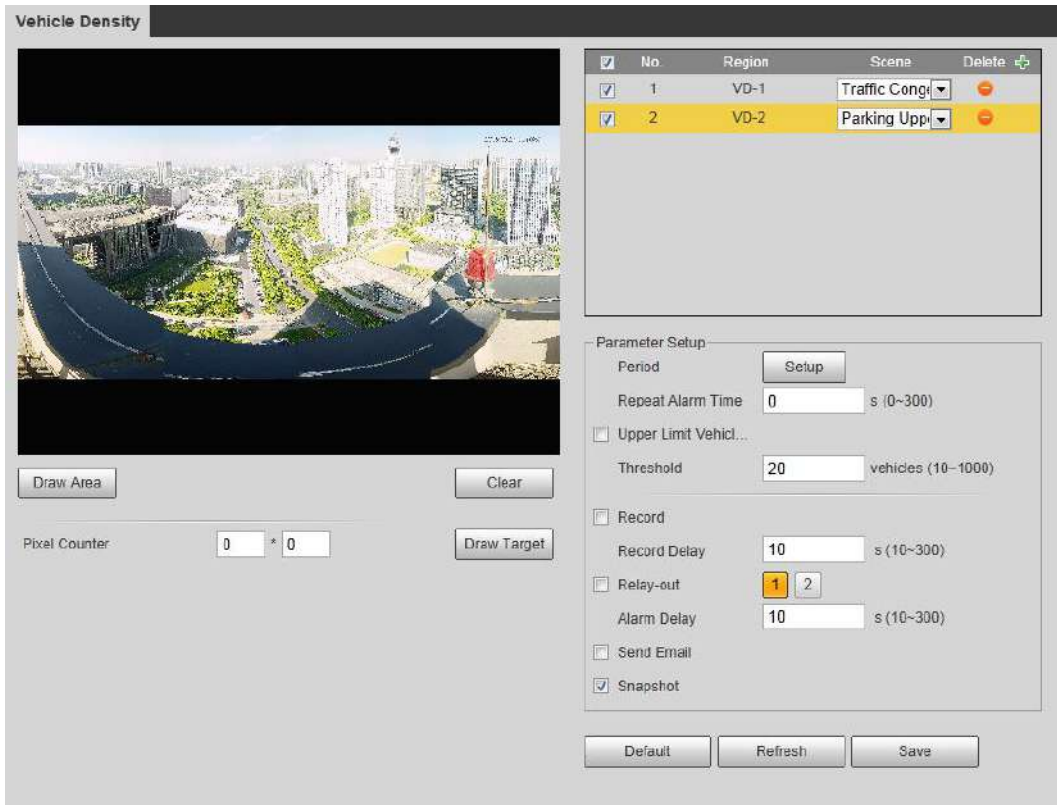 Vehicle Density
No. Region Scene Delete
1 VD-1 Traffic Conge
2 VD-2 Parking Uppe
Parameter Setup
Period Setup
Repeat Alarm Time 0 s (0~300)
Upper Limit Vehicl...
Threshold 20 vehicles (10~1000)
Draw Area Clear
Pixel Counter 0 * 0 Draw Target
Record
Record Delay 10 s (10~300)
Relay-out 1 2
Alarm Delay 10 s (10~300)
Send Email
Snapshot
Default Refresh Save